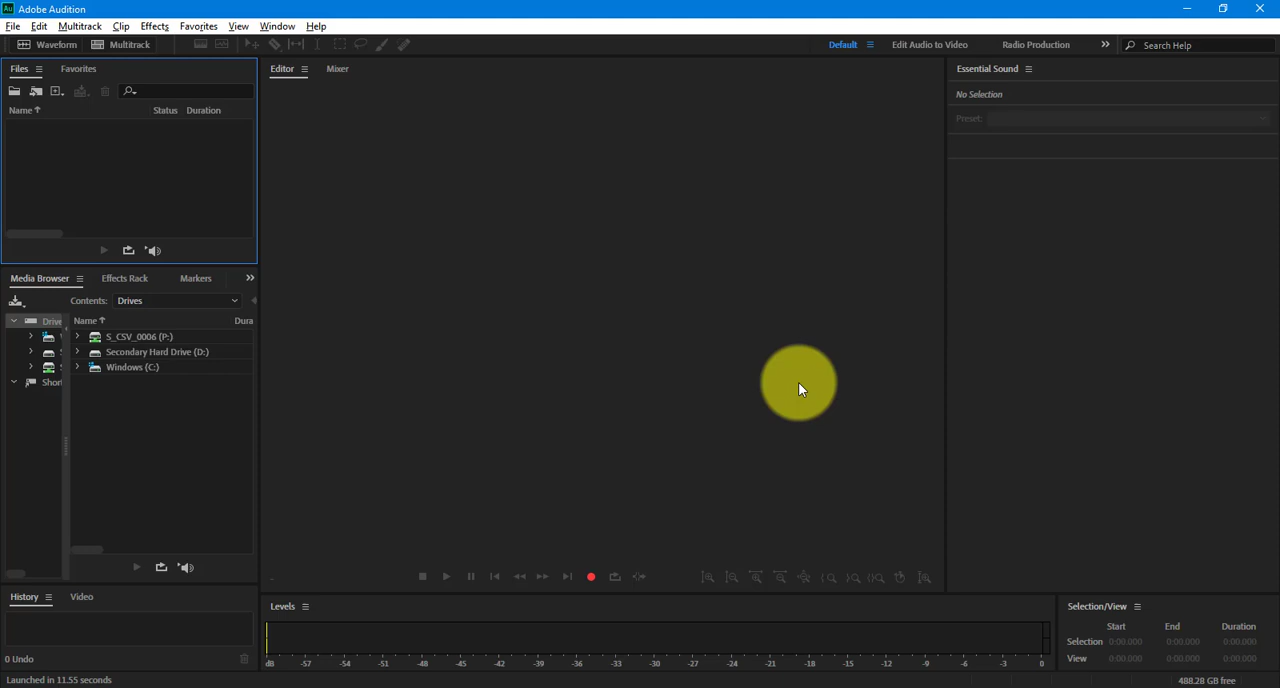 Au Adobe Audition
File Edit Multitrack Clip Effects Favorites View Window Help
Waveform Multitrack Default Edit Audio to Video Radio Production Search Help
Files Favorites Editor Mixer Essential Sound
No Selection
Name Status Duration
Preset:
Media Browser Effects Rack Markers
Contents: Drives
Drive Name Dura
S_CSV_0006 (P:)
Secondary Hard Drive (D:)
Windows (C:)
Short
History Video
Levels
Selection/View
Start End Duration
Selection 0:00.000 0:00.000 0:00.000
View 0:00.000 0:00.000 0:00.000
0 Undo
dB -57 -54 -51 -48 -45 -42 -39 -36 -33 -30 -27 -24 -21 -18 -15 -12 -9 -6 -3 0
Launched in 11.55 seconds 488.28 GB free